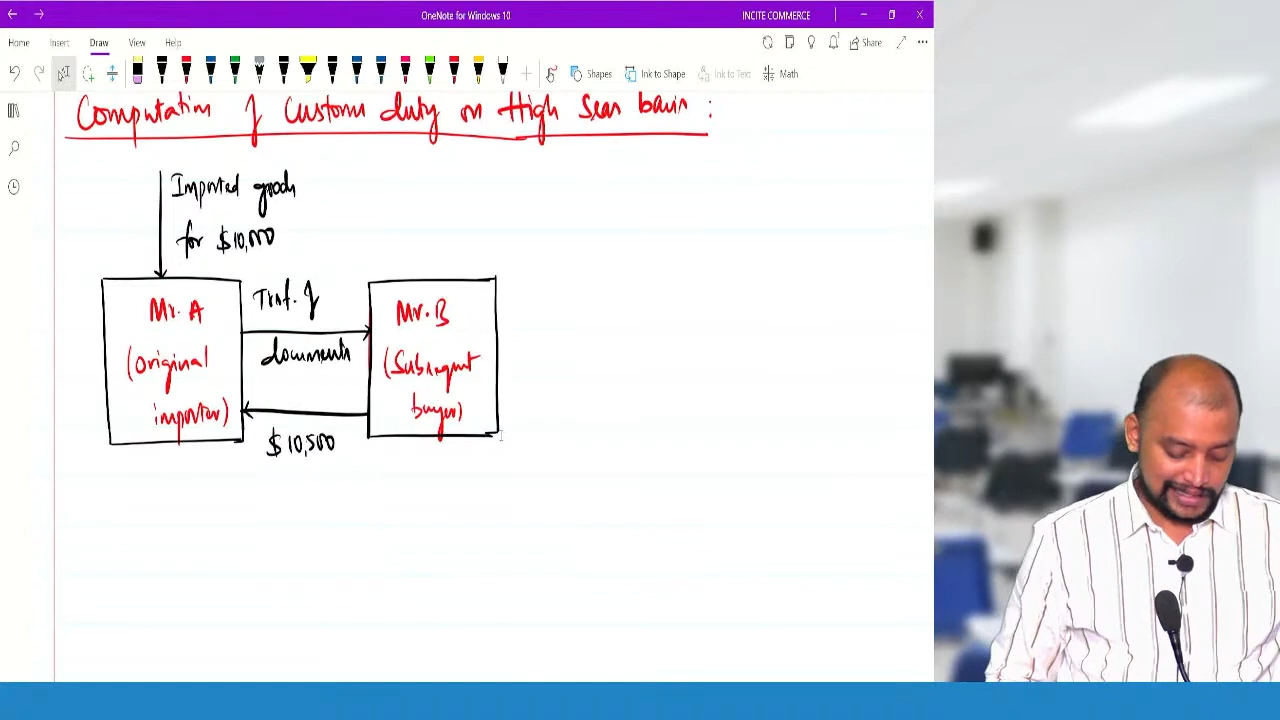 OneNote for Windows 10
INCITE COMMERCE
Home Insert Draw View Help
Share
Shapes Ink to Shape Ink to Text Math
Computation of Customs duty on High Seas basis :
Imported goods
for $10,000
Mr. A
(Original
importer)
Trnf. of
documents
$10,500
Mr. B
(Subsequent
buyer)